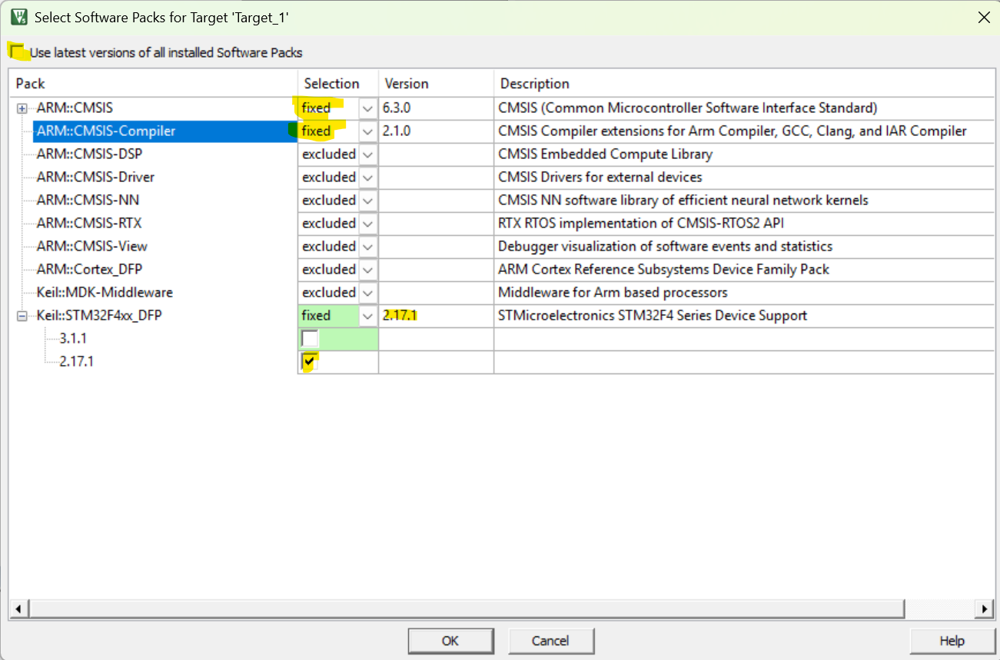 Select Software Packs for Target 'Target_1'
Use latest versions of all installed Software Packs
Pack Selection Version Description
ARM::CMSIS fixed 6.3.0 CMSIS (Common Microcontroller Software Interface Standard)
ARM::CMSIS-Compiler fixed 2.1.0 CMSIS Compiler extensions for Arm Compiler, GCC, Clang, and IAR Compiler
ARM::CMSIS-DSP excluded CMSIS Embedded Compute Library
ARM::CMSIS-Driver excluded CMSIS Drivers for external devices
ARM::CMSIS-NN excluded CMSIS NN software library of efficient neural network kernels
ARM::CMSIS-RTX excluded RTX RTOS implementation of CMSIS-RTOS2 API
ARM::CMSIS-View excluded Debugger visualization of software events and statistics
ARM::Cortex_DFP excluded ARM Cortex Reference Subsystems Device Family Pack
Keil::MDK-Middleware excluded Middleware for Arm based processors
Keil::STM32F4xx_DFP fixed 2.17.1 STMicroelectronics STM32F4 Series Device Support
3.1.1
2.17.1
OK Cancel Help